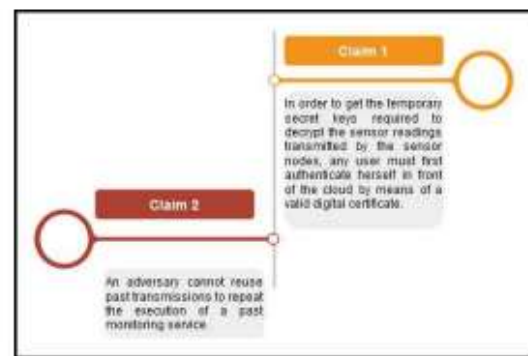 Claim 1
In order to get the temporary
secret keys required to
decrypt the sensor readings
transmitted by the sensor
nodes, any user must first
authenticate herself in front
of the cloud by means of a
valid digital certificate.
Claim 2
An adversary cannot reuse
past transmissions to repeat
the execution of a past
monitoring service